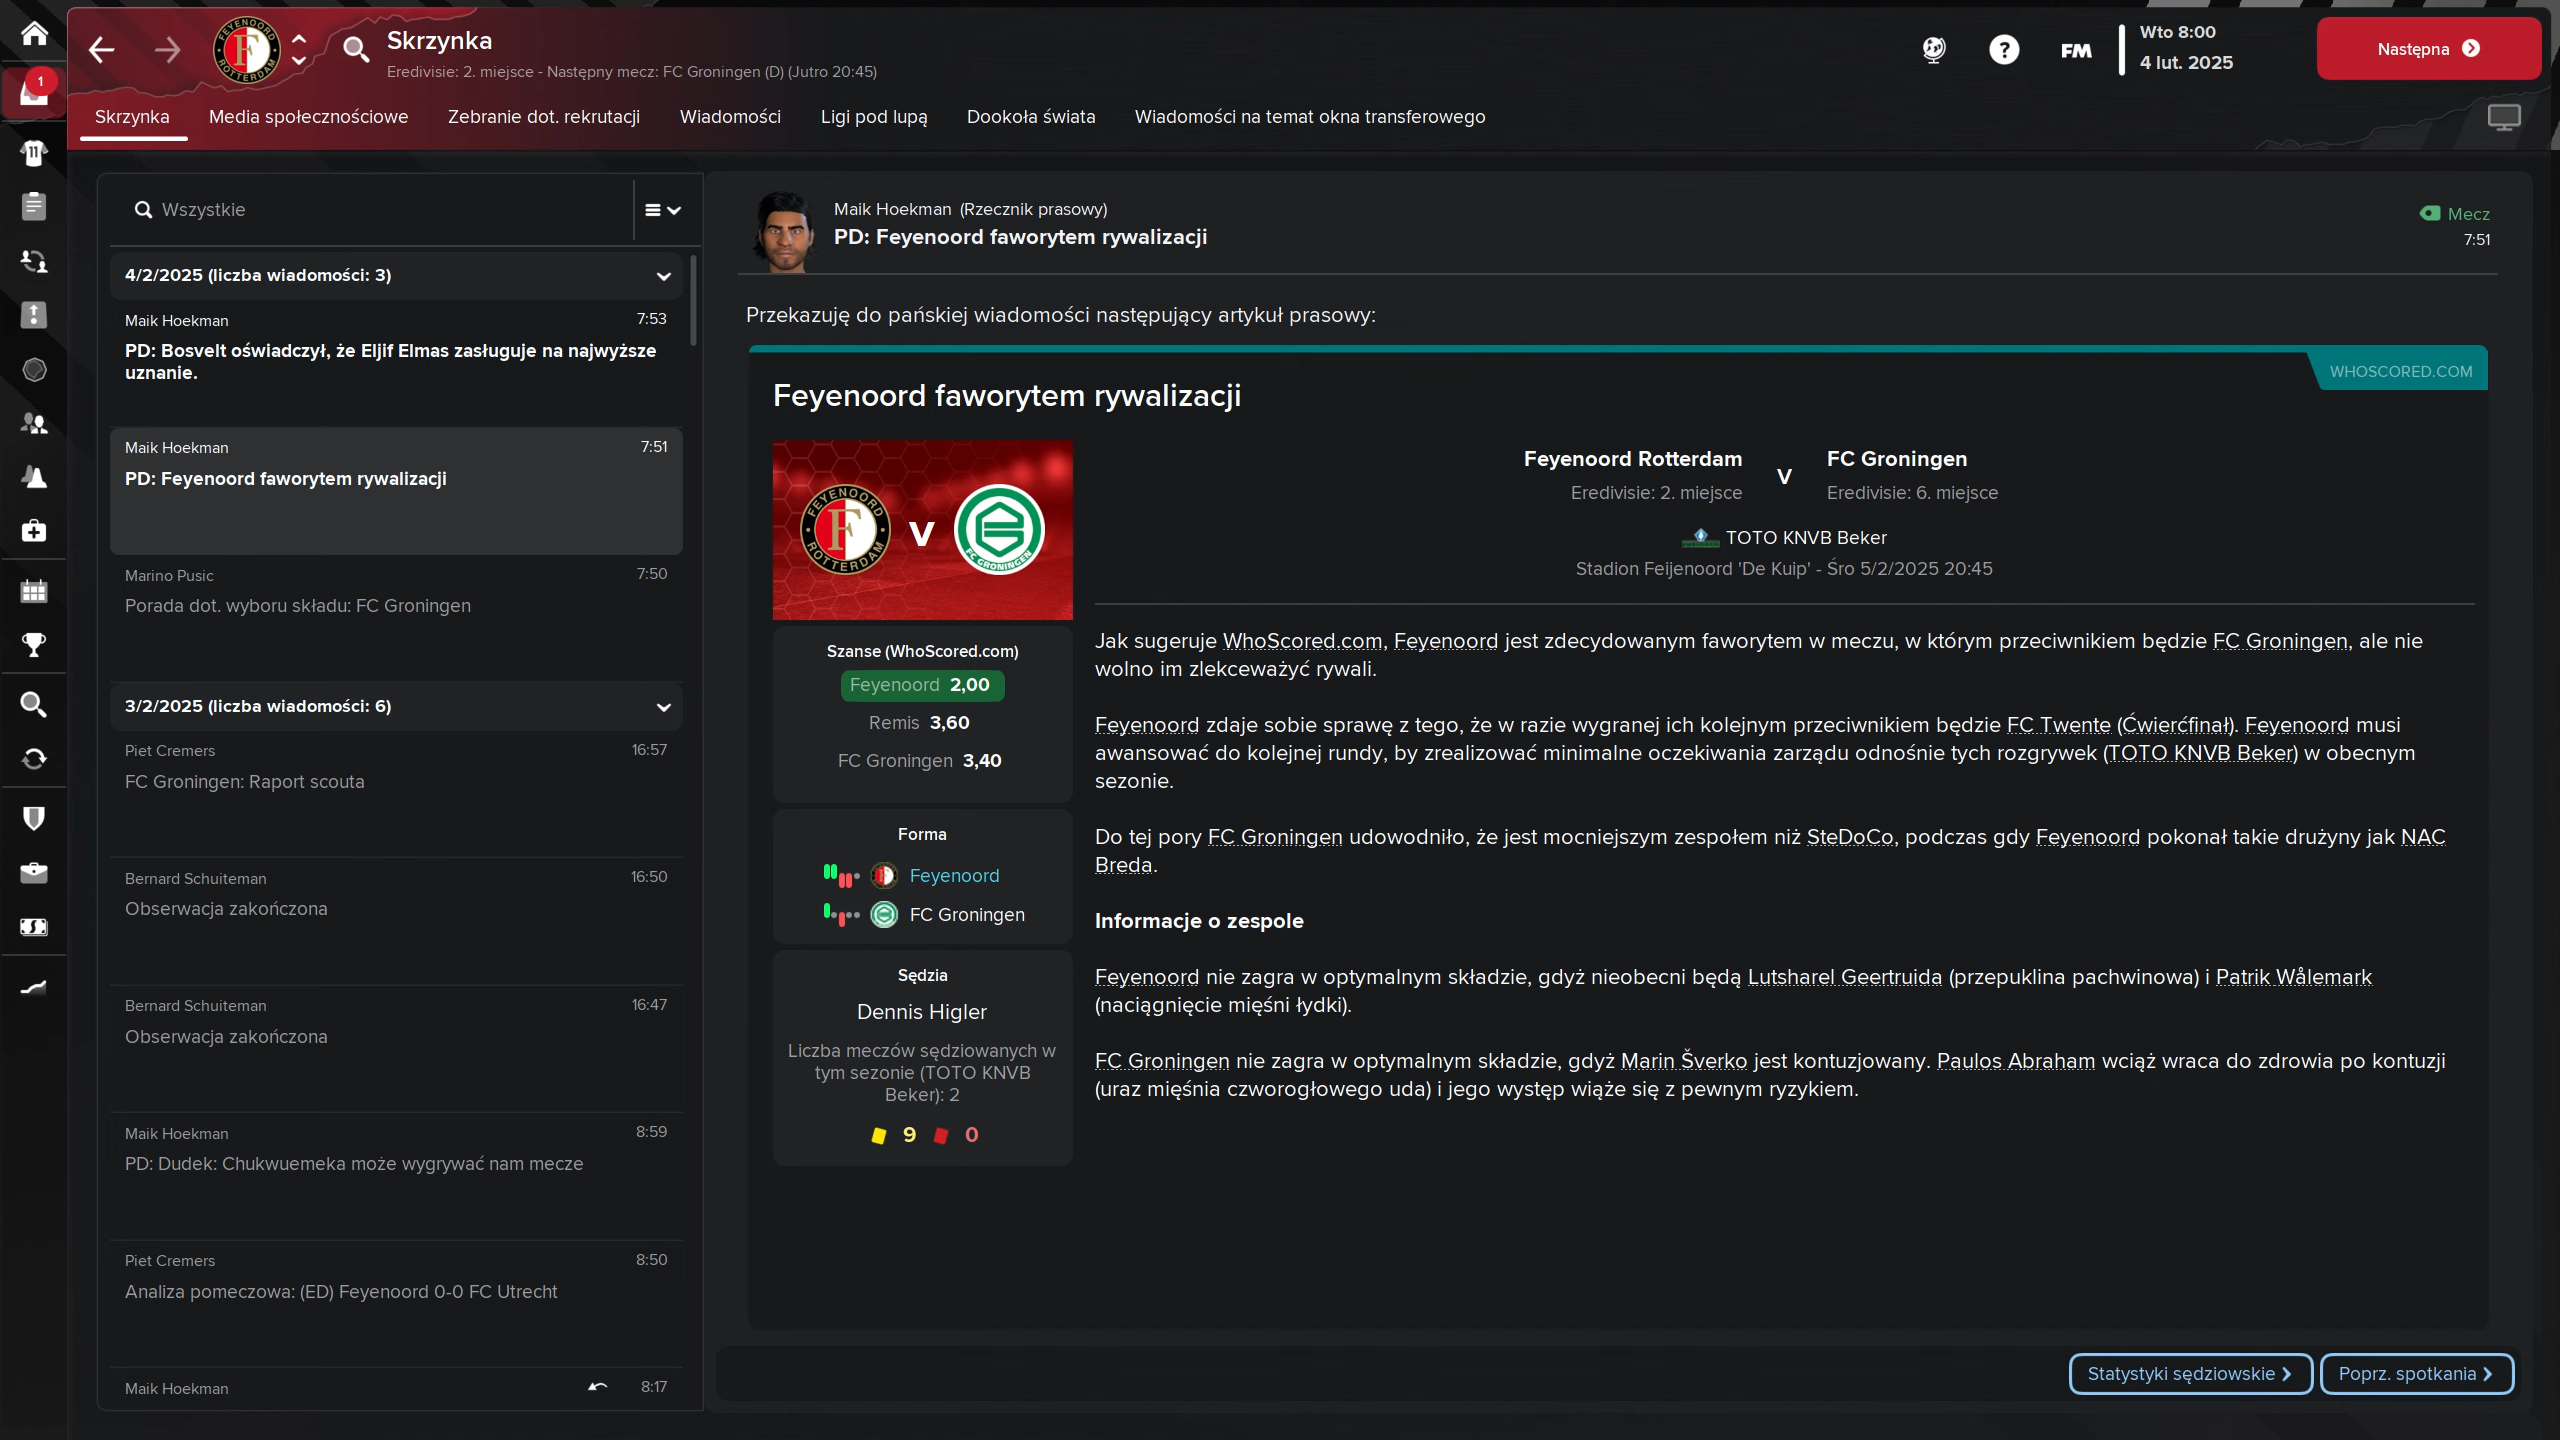 Skrzynka
Eredivisie: 2. miejsce - Następny mecz: FC Groningen (D) (Jutro 20:45)
FM
Wto 8:00
4 lut. 2025
Następna
1
Skrzynka
Media społecznościowe
Zebranie dot. rekrutacji
Wiadomości
Ligi pod lupą
Dookoła świata
Wiadomości na temat okna transferowego
11
Wszystkie
4/2/2025 (liczba wiadomości: 3)
Maik Hoekman 7:53
PD: Bosvelt oświadczył, że Eljif Elmas zasługuje na najwyższe
uznanie.
Maik Hoekman 7:51
PD: Feyenoord faworytem rywalizacji
Marino Pusic 7:50
Porada dot. wyboru składu: FC Groningen
3/2/2025 (liczba wiadomości: 6)
Piet Cremers 16:57
FC Groningen: Raport scouta
Bernard Schuiteman 16:50
Obserwacja zakończona
Bernard Schuiteman 16:47
Obserwacja zakończona
Maik Hoekman 8:59
PD: Dudek: Chukwuemeka może wygrywać nam mecze
Piet Cremers 8:50
Analiza pomeczowa: (ED) Feyenoord 0-0 FC Utrecht
Maik Hoekman 8:17
Maik Hoekman (Rzecznik prasowy)
PD: Feyenoord faworytem rywalizacji
Mecz
7:51
Przekazuję do pańskiej wiadomości następujący artykuł prasowy:
WHOSCORED.COM
Feyenoord faworytem rywalizacji
FEYENOORD
F
ROTTERDAM
V
FC GRONINGEN
Feyenoord Rotterdam
Eredivisie: 2. miejsce
V
FC Groningen
Eredivisie: 6. miejsce
TOTO KNVB Beker
Stadion Feijenoord 'De Kuip' - Śro 5/2/2025 20:45
Szanse (WhoScored.com)
Feyenoord 2,00
Remis 3,60
FC Groningen 3,40
Forma
Feyenoord
FC Groningen
Sędzia
Dennis Higler
Liczba meczów sędziowanych w
tym sezonie (TOTO KNVB
Beker): 2
9 0
Jak sugeruje WhoScored.com, Feyenoord jest zdecydowanym faworytem w meczu, w którym przeciwnikiem będzie FC Groningen, ale nie
wolno im zlekceważyć rywali.
Feyenoord zdaje sobie sprawę z tego, że w razie wygranej ich kolejnym przeciwnikiem będzie FC Twente (Ćwierćfinał). Feyenoord musi
awansować do kolejnej rundy, by zrealizować minimalne oczekiwania zarządu odnośnie tych rozgrywek (TOTO KNVB Beker) w obecnym
sezonie.
Do tej pory FC Groningen udowodniło, że jest mocniejszym zespołem niż SteDoCo, podczas gdy Feyenoord pokonał takie drużyny jak NAC
Breda.
Informacje o zespole
Feyenoord nie zagra w optymalnym składzie, gdyż nieobecni będą Lutsharel Geertruida (przepuklina pachwinowa) i Patrik Wålemark
(naciągnięcie mięśni łydki).
FC Groningen nie zagra w optymalnym składzie, gdyż Marin Šverko jest kontuzjowany. Paulos Abraham wciąż wraca do zdrowia po kontuzji
(uraz mięśnia czworogłowego uda) i jego występ wiąże się z pewnym ryzykiem.
Statystyki sędziowskie
Poprz. spotkania